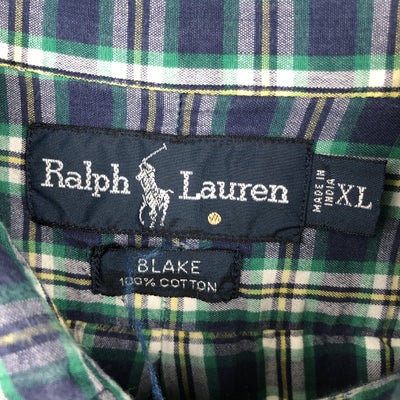 Ralph Lauren
MADE IN
INDIA
XL
BLAKE
100% COTTON